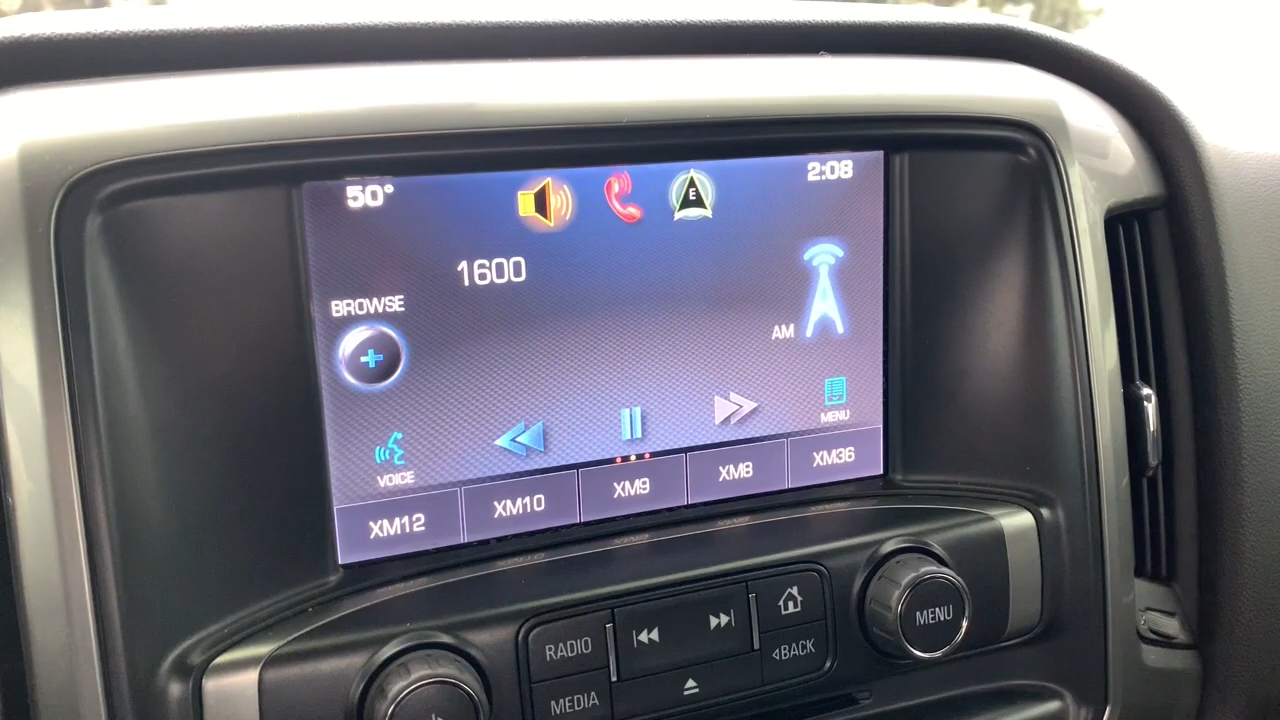 50°
E
2:08
1600
BROWSE
AM
MENU
VOICE
XM12
XM10
XM9
XM8
XM36
RADIO
MEDIA
BACK
MENU